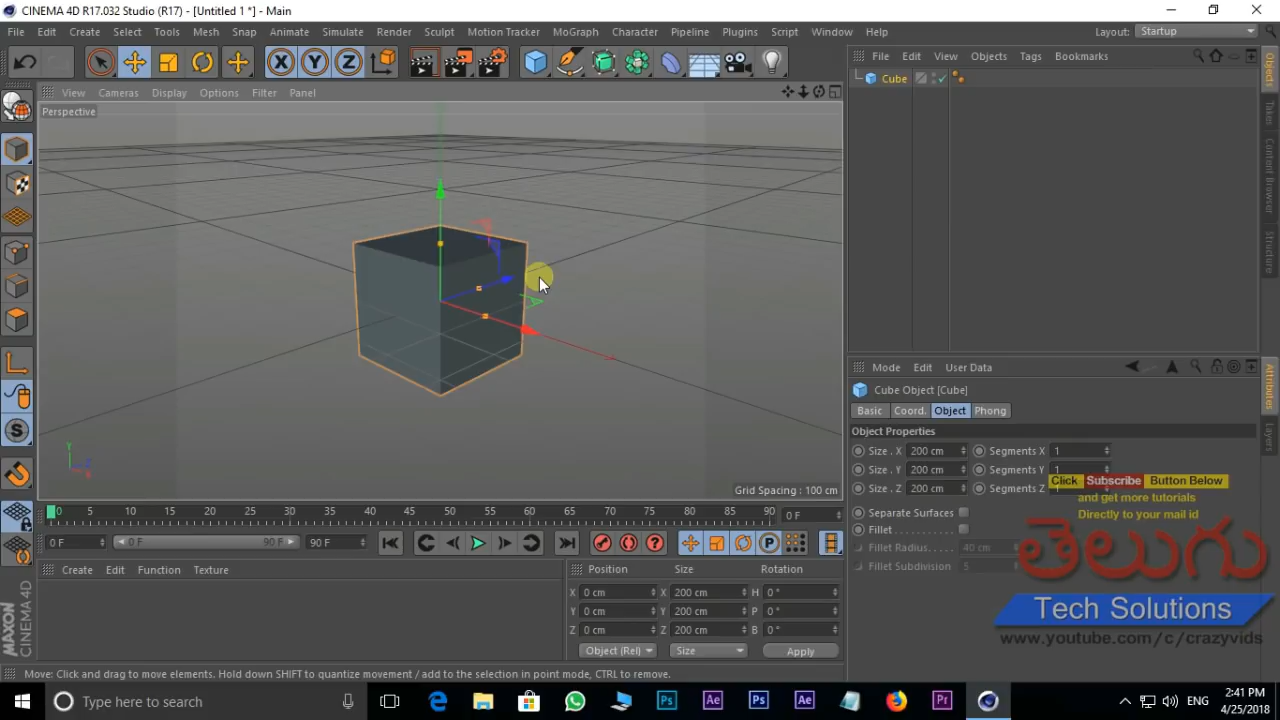 CINEMA 4D R17.032 Studio (R17) - [Untitled 1 *] - Main
File Edit Create Select Tools Mesh Snap Animate Simulate Render Sculpt Motion Tracker MoGraph Character Pipeline Plugins Script Window Help Layout: Startup
X Y Z
File Edit View Objects Tags Bookmarks
Cube
View Cameras Display Options Filter Panel
Perspective
Objects
Takes
Content Browser
Structure
Y
Z
X
Grid Spacing : 100 cm
Mode Edit User Data
Cube Object [Cube]
Basic Coord. Object Phong
Object Properties
Size . X 200 cm Segments X 1
Size . Y 200 cm Segments Y 1
Size . Z 200 cm Segments Z
Separate Surfaces
Fillet
Fillet Radius 40 cm
Fillet Subdivision 5
Attributes
Layers
Click Subscribe Button Below
and get more tutorials
Directly to your mail id
తెలుగు
Tech Solutions
www.youtube.com/c/crazyvids
0 5 10 15 20 25 30 35 40 45 50 55 60 65 70 75 80 85 90 0 F
0 F 0 F 90 F 90 F
Create Edit Function Texture
Position Size Rotation
X 0 cm X 200 cm H 0 °
Y 0 cm Y 200 cm P 0 °
Z 0 cm Z 200 cm B 0 °
Object (Rel) Size Apply
MAXON
CINEMA 4D
Move: Click and drag to move elements. Hold down SHIFT to quantize movement / add to the selection in point mode, CTRL to remove.
Type here to search
ENG
2:41 PM
4/25/2018